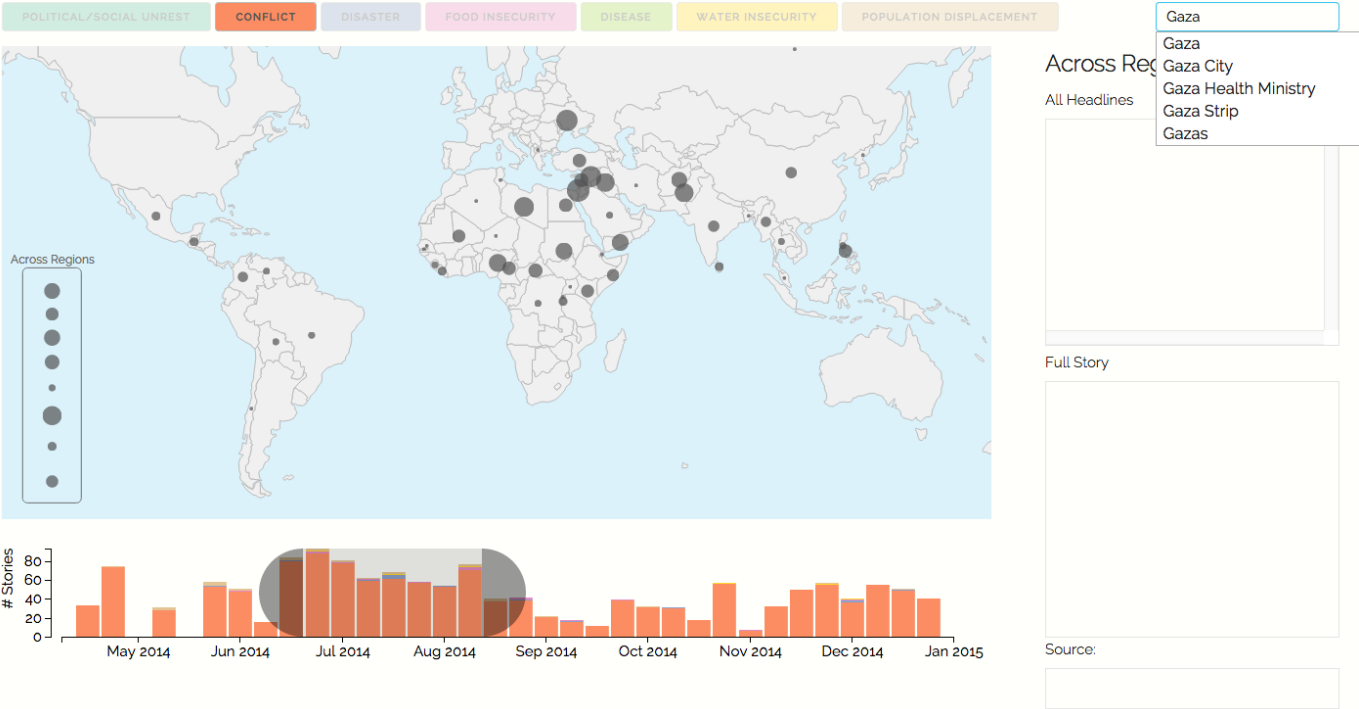 POLITICAL/SOCIAL UNREST
CONFLICT
DISASTER
FOOD INSECURITY
DISEASE
WATER INSECURITY
POPULATION DISPLACEMENT
Gaza
Gaza
Gaza City
Gaza Health Ministry
Gaza Strip
Gazas
Across Reg
All Headlines
Across Regions
Full Story
Source:
# Stories
80
60
40
20
0
May 2014
Jun 2014
Jul 2014
Aug 2014
Sep 2014
Oct 2014
Nov 2014
Dec 2014
Jan 2015